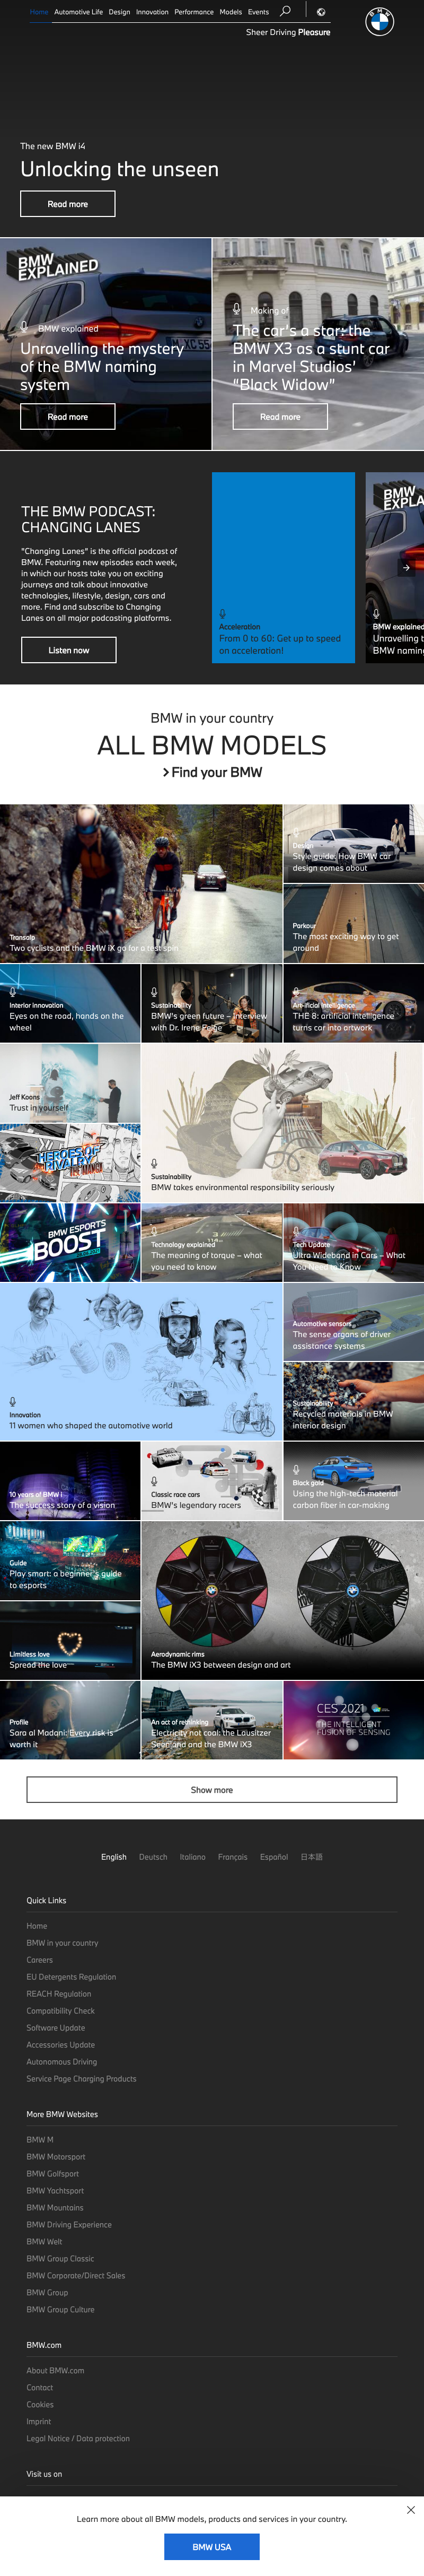 Home Automotive Life Design Innovation Performance Models Events
Sheer Driving Pleasure
BMW
The new BMW i4
Unlocking the unseen
Read more
BMW
EXPLAINED
BMW explained
Unravelling the mystery
of the BMW naming
system
Read more
Making of
The car's a star: the
BMW X3 as a stunt car
in Marvel Studios'
"Black Widow"
Read more
THE BMW PODCAST:
CHANGING LANES
"Changing Lanes" is the official podcast of
BMW. Featuring new episodes each week,
in which our hosts take you on exciting
journeys and talk about innovative
technologies, lifestyle, design, cars and
more. Find and subscribe to Changing
Lanes on all major podcasting platforms.
Listen now
Acceleration
From 0 to 60: Get up to speed
on acceleration!
BMW
EXPLA
BMW explained
Unravelling t
BMW naming
BMW in your country
ALL BMW MODELS
Find your BMW
Transalp
Two cyclists and the BMW iX go for a test spin
Design
Style guide: How BMW car
design comes about
Parkour
The most exciting way to get
around
Interior innovation
Eyes on the road, hands on the
wheel
Sustainability
BMW's green future – interview
with Dr. Irene Feige
Art-ificial Intelligence
THE 8: artificial intelligence
turns car into artwork
Jeff Koons
Trust in yourself
HEROES OF
RIVALRY
Sustainability
BMW takes environmental responsibility seriously
BMW ESPORTS
BOOST
Technology explained
The meaning of torque – what
you need to know
Tech Update
Ultra Wideband in Cars – What
You Need to Know
Innovation
11 women who shaped the automotive world
Automotive sensors
The sense organs of driver
assistance systems
Sustainability
Recycled materials in BMW
interior design
10 years of BMW i
The success story of a vision
Classic race cars
BMW's legendary racers
Black gold
Using the high-tech material
carbon fiber in car-making
Guide
Play smart: a beginner's guide
to esports
Limitless love
Spread the love
Aerodynamic rims
The BMW iX3 between design and art
Profile
Sara al Madani: Every risk is
worth it
An act of rethinking
Electricity not coal: the Lausitzer
Seenland and the BMW iX3
CES 2021
THE INTELLIGENT
FUSION OF SENSING
Show more
English Deutsch Italiano Français Español 日本語
Quick Links
Home
BMW in your country
Careers
EU Detergents Regulation
REACH Regulation
Compatibility Check
Software Update
Accessories Update
Autonomous Driving
Service Page Charging Products
More BMW Websites
BMW M
BMW Motorsport
BMW Golfsport
BMW Yachtsport
BMW Mountains
BMW Driving Experience
BMW Welt
BMW Group Classic
BMW Corporate/Direct Sales
BMW Group
BMW Group Culture
BMW.com
About BMW.com
Contact
Cookies
Imprint
Legal Notice / Data protection
Visit us on
Learn more about all BMW models, products and services in your country.
BMW USA